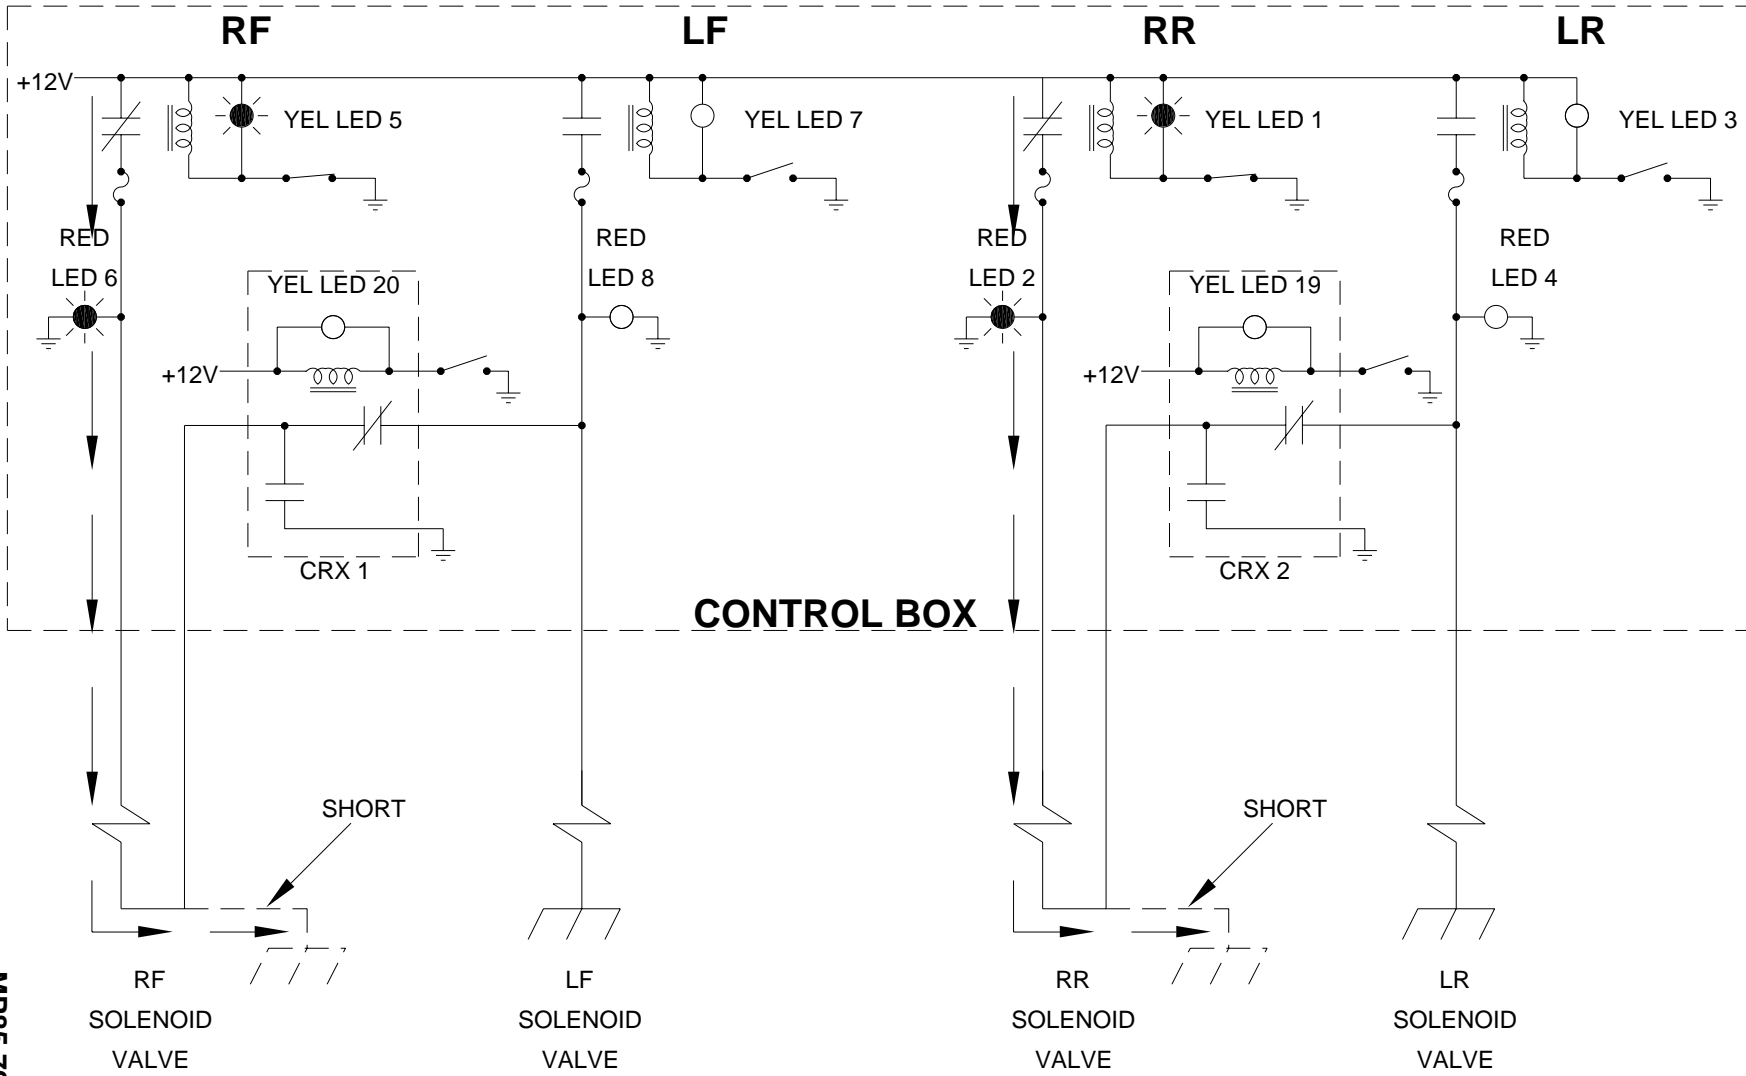 RF LF RR LR
+12V
YEL LED 5 YEL LED 7 YEL LED 1 YEL LED 3
RED RED RED RED
LED 6 LED 8 LED 2 LED 4
YEL LED 20 YEL LED 19
+12V +12V
CRX 1 CRX 2
CONTROL BOX
SHORT SHORT
RF LF RR LR
SOLENOID SOLENOID SOLENOID SOLENOID
VALVE VALVE VALVE VALVE